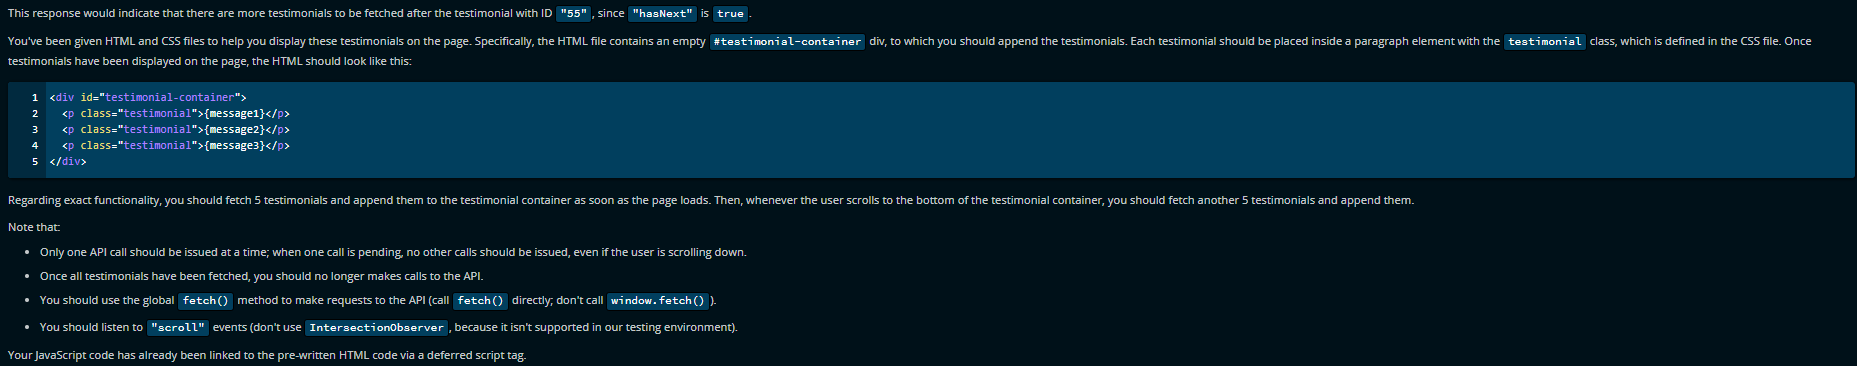 This response would indicate that there are more testimonials to be fetched after the testimonial with ID "55", since "hasNext" is true.
You've been given HTML and CSS files to help you display these testimonials on the page. Specifically, the HTML file contains an empty #testimonial-container div, to which you should append the testimonials. Each testimonial should be placed inside a paragraph element with the testimonial class, which is defined in the CSS file. Once
testimonials have been displayed on the page, the HTML should look like this:
1 <div id="testimonial-container">
2   <p class="testimonial">{message1}</p>
3   <p class="testimonial">{message2}</p>
4   <p class="testimonial">{message3}</p>
5 </div>
Regarding exact functionality, you should fetch 5 testimonials and append them to the testimonial container as soon as the page loads. Then, whenever the user scrolls to the bottom of the testimonial container, you should fetch another 5 testimonials and append them.
Note that:
• Only one API call should be issued at a time; when one call is pending, no other calls should be issued, even if the user is scrolling down.
• Once all testimonials have been fetched, you should no longer makes calls to the API.
• You should use the global fetch() method to make requests to the API (call fetch() directly; don't call window.fetch()).
• You should listen to "scroll" events (don't use IntersectionObserver, because it isn't supported in our testing environment).
Your JavaScript code has already been linked to the pre-written HTML code via a deferred script tag.